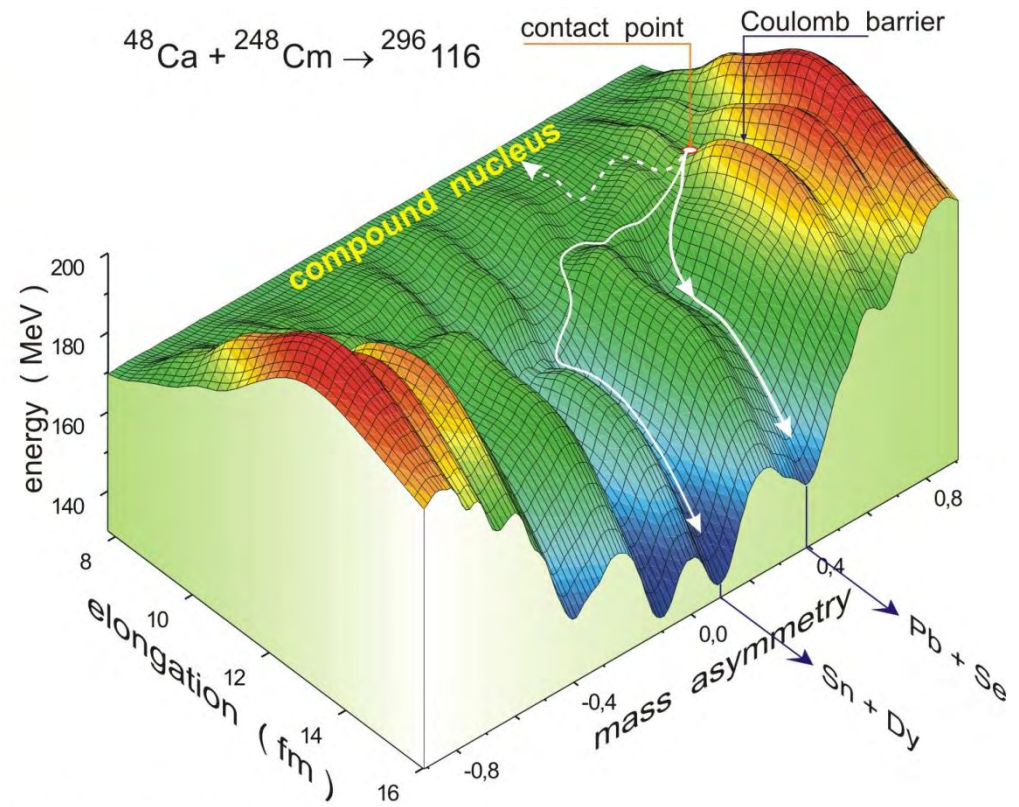 ⁴⁸Ca + ²⁴⁸Cm → ²⁹⁶116
contact point
Coulomb barrier
compound nucleus
energy ( MeV )
200
180
160
140
8
10
12
14
16
elongation ( fm )
-0,8
-0,4
0,0
0,4
0,8
mass asymmetry
Pb + Se
Sn + Dy